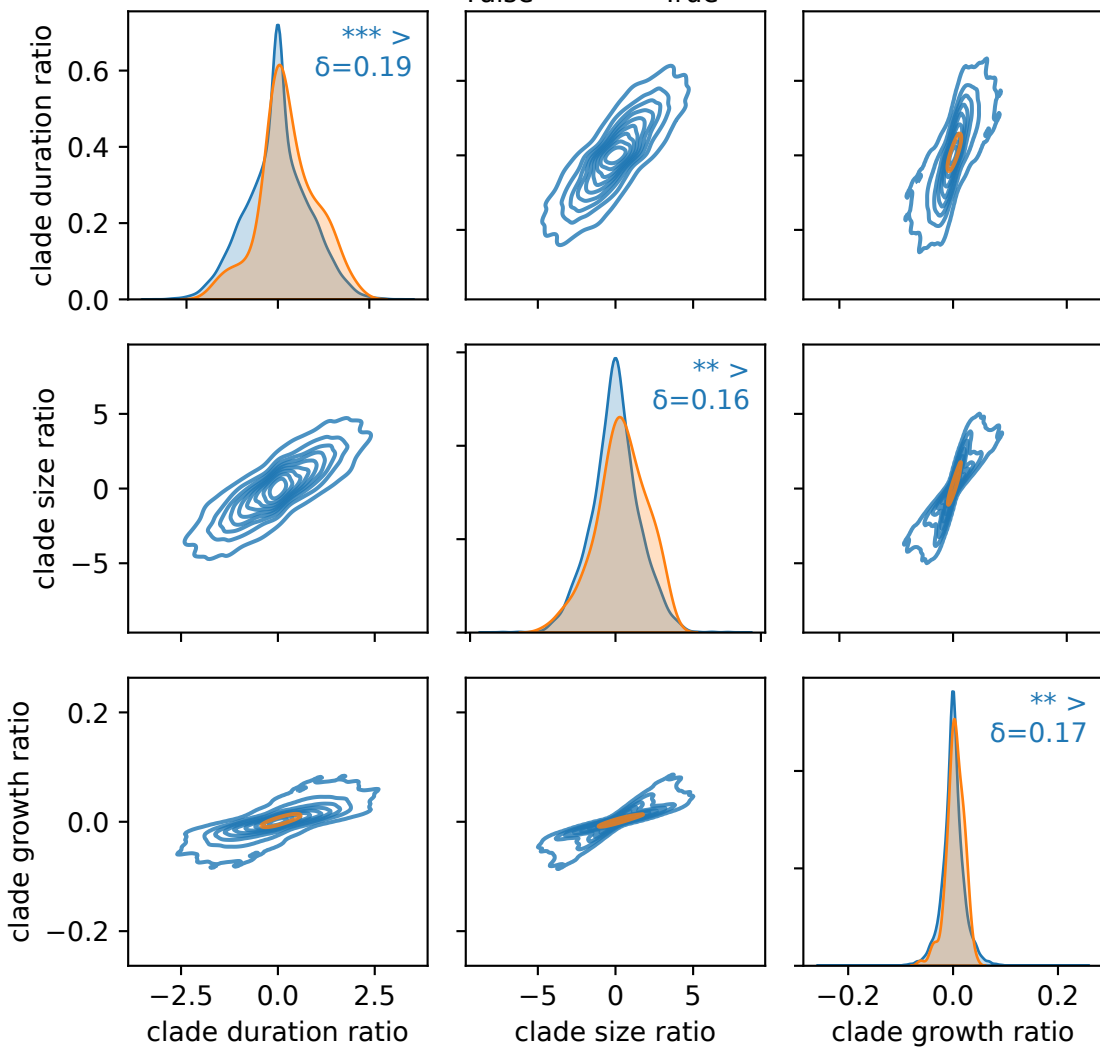 True
clade duration ratio
0.6
0.4
0.2
0.0
*** >
δ=0.19
clade size ratio
5
0
−5
** >
δ=0.16
clade growth ratio
0.2
0.0
−0.2
** >
δ=0.17
−2.5 0.0 2.5
−5 0 5
−0.2 0.0 0.2
clade duration ratio
clade size ratio
clade growth ratio